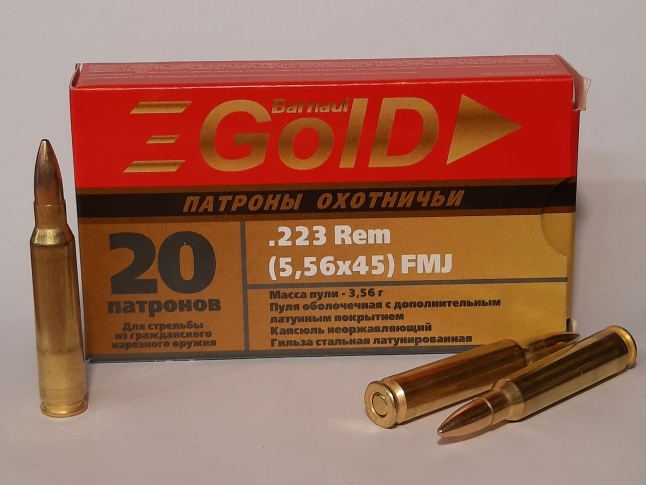 Barnaul
GolD
ПАТРОНЫ ОХОТНИЧЬИ
20
патронов
Для стрельбы
из гражданского
нарезного оружия
.223 Rem
(5,56x45) FMJ
Масса пули - 3,56 г
Пуля оболочечная с дополнительным
латунным покрытием
Капсюль неоржавляющий
Гильза стальная латунированная